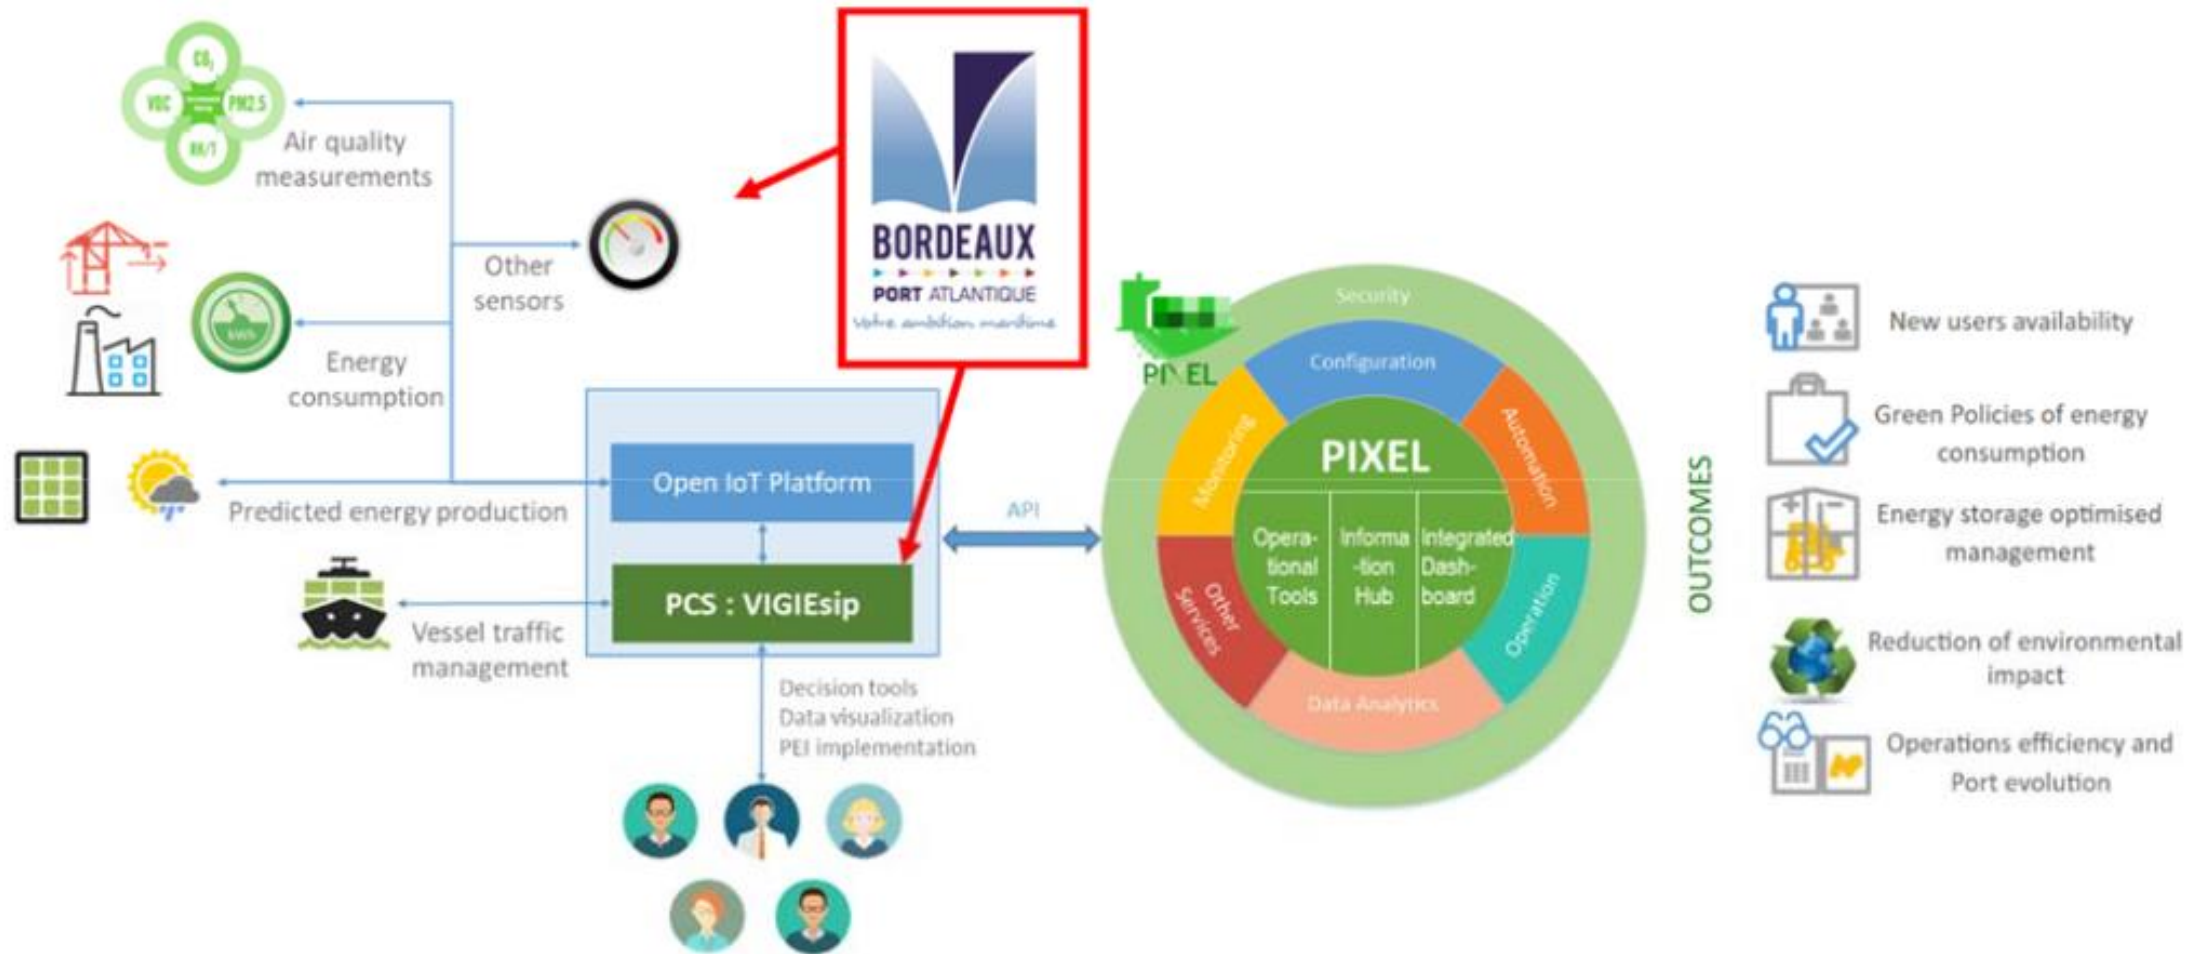 CO₂
VOC
PM2.5
RH/T
Air quality
measurements
Other
sensors
kWh
Energy
consumption
Predicted energy production
Vessel traffic
management
BORDEAUX
PORT ATLANTIQUE
Votre ambition maritime
Open IoT Platform
PCS : VIGIEsip
Decision tools
Data visualization
PEI implementation
API
PIXEL
Security
Configuration
Automation
Operation
Data Analytics
Other
Services
Monitoring
PIXEL
Opera-
tional
Tools
Informa
-tion
Hub
Integrated
Dash-
board
OUTCOMES
New users availability
Green Policies of energy
consumption
Energy storage optimised
management
Reduction of environmental
impact
Operations efficiency and
Port evolution